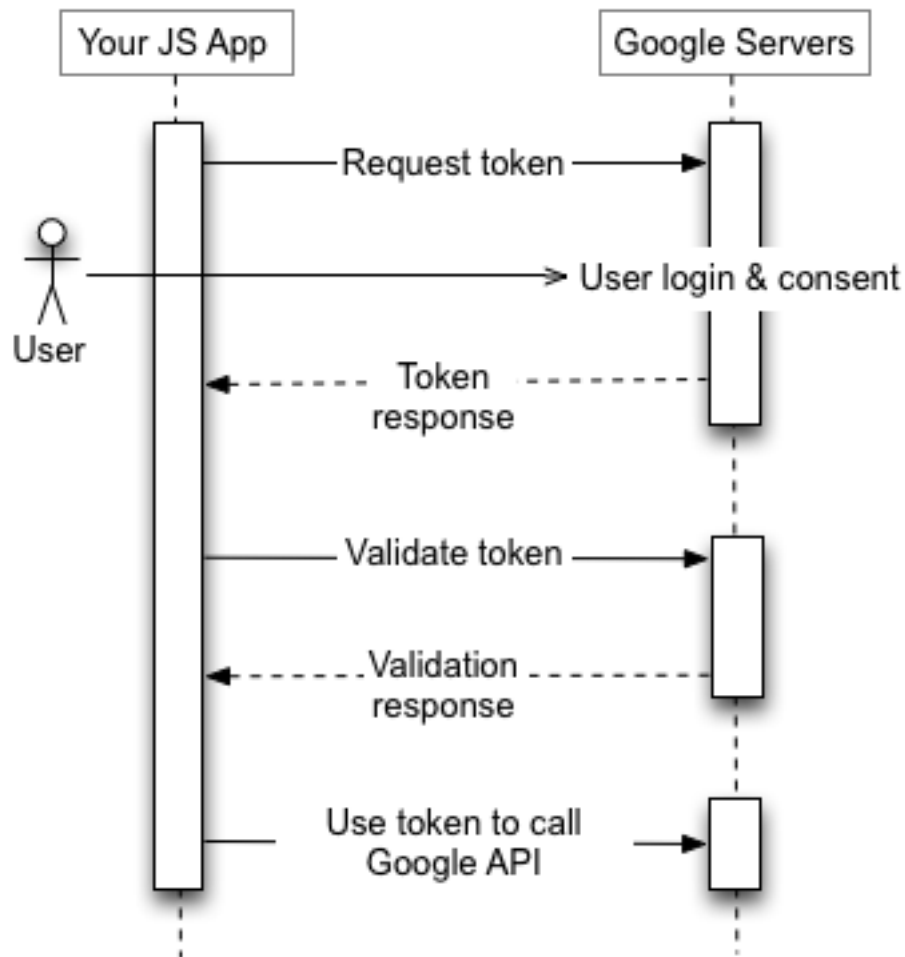 Your JS App
Google Servers
Request token
User login & consent
User
Token
response
Validate token
Validation
response
Use token to call
Google API